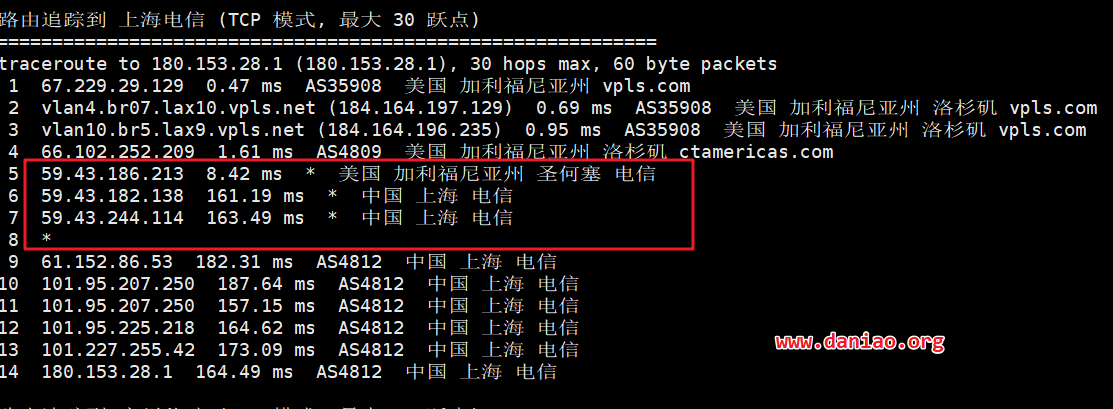 路由追踪到 上海电信 (TCP 模式, 最大 30 跃点)
============================================================
traceroute to 180.153.28.1 (180.153.28.1), 30 hops max, 60 byte packets
1 67.229.29.129 0.47 ms AS35908 美国 加利福尼亚州 vpls.com
2 vlan4.br07.lax10.vpls.net (184.164.197.129) 0.69 ms AS35908 美国 加利福尼亚州 洛杉矶 vpls.com
3 vlan10.br5.lax9.vpls.net (184.164.196.235) 0.95 ms AS35908 美国 加利福尼亚州 洛杉矶 vpls.com
4 66.102.252.209 1.61 ms AS4809 美国 加利福尼亚州 洛杉矶 ctamericas.com
5 59.43.186.213 8.42 ms * 美国 加利福尼亚州 圣何塞 电信
6 59.43.182.138 161.19 ms * 中国 上海 电信
7 59.43.244.114 163.49 ms * 中国 上海 电信
8 *
9 61.152.86.53 182.31 ms AS4812 中国 上海 电信
10 101.95.207.250 187.64 ms AS4812 中国 上海 电信
11 101.95.207.250 157.15 ms AS4812 中国 上海 电信
12 101.95.225.218 164.62 ms AS4812 中国 上海 电信
13 101.227.255.42 173.09 ms AS4812 中国 上海 电信
14 180.153.28.1 164.49 ms AS4812 中国 上海 电信
www.daniao.org